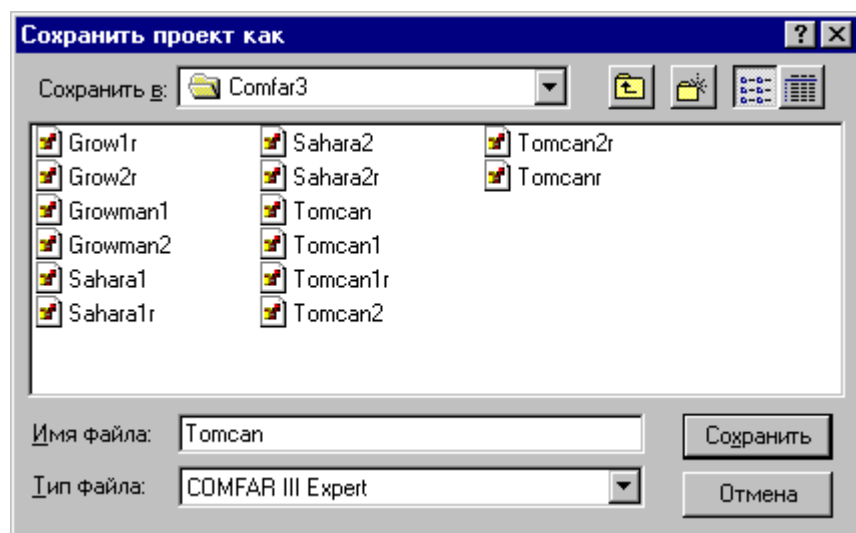 Сохранить проект как
Сохранить в: Comfar3
Grow1r Sahara2 Tomcan2r
Grow2r Sahara2r Tomcanr
Growman1 Tomcan
Growman2 Tomcan1
Sahara1 Tomcan1r
Sahara1r Tomcan2
Имя файла: Tomcan Сохранить
Тип файла: COMFAR III Expert Отмена